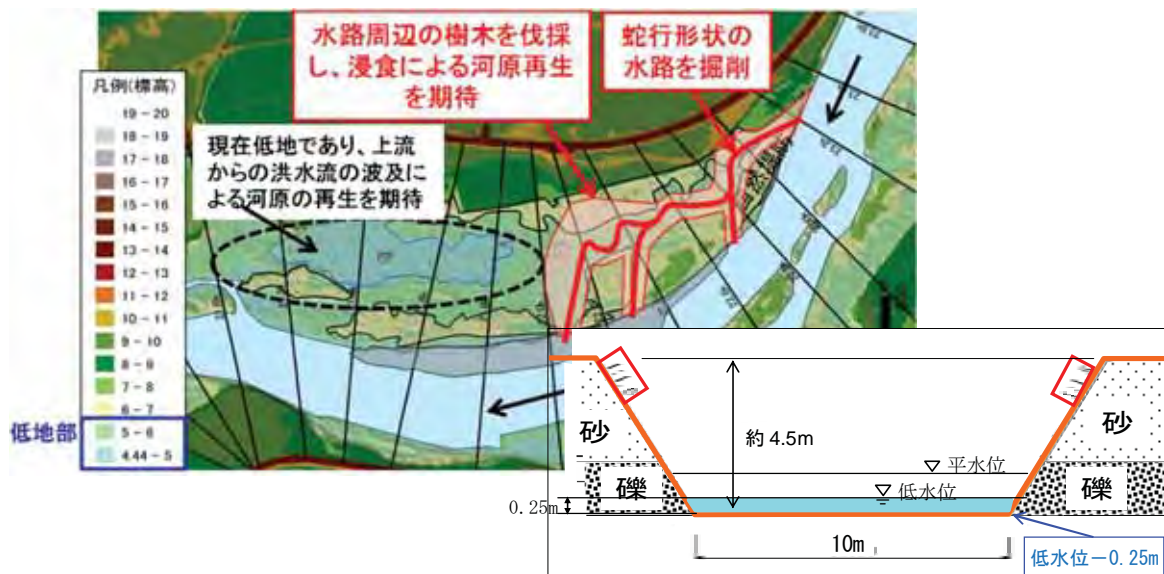 水路周辺の樹木を伐採
し、浸食による河原再生
を期待
蛇行形状の
水路を掘削
凡例(標高)
19-20
18-19
17-18
16-17
15-16
14-15
13-14
12-13
11-12
10-11
9-10
8-9
7-8
6-7
5-6
4.44-5
低地部
現在低地であり、上流
からの洪水流の波及に
よる河原の再生を期待
砂
礫
約4.5m
平水位
低水位
0.25m
10m
砂
礫
低水位-0.25m